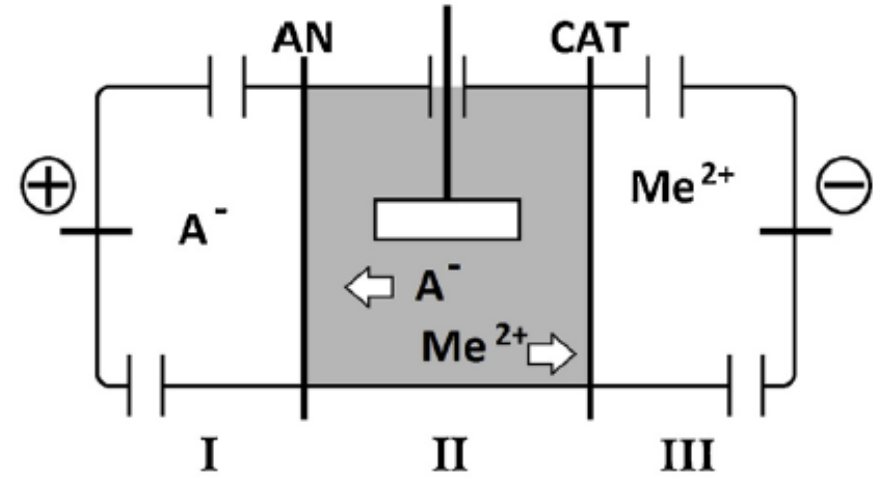 AN CAT
+ −
Me²⁺
A⁻
A⁻
Me²⁺
I II III